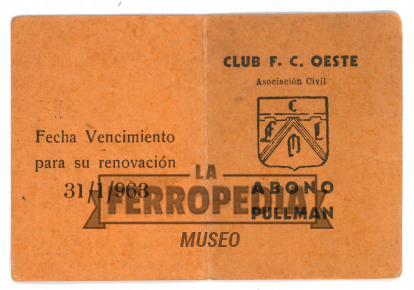 Fecha Vencimiento
para su renovación
31/1/963
CLUB F. C. OESTE
Asociación Civil
ABONO
PULLMAN
LA
FERROPEDIA
MUSEO